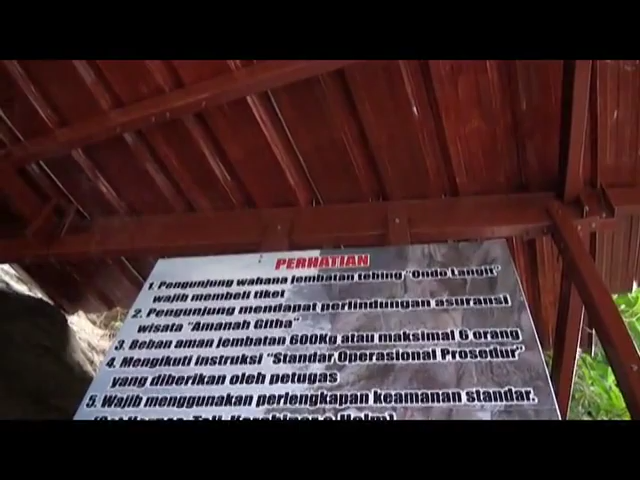 PERHATIAN
1. Pengunjung wahana jembatan tebing "Ondo Langit"
wajib membeli tiket
2. Pengunjung mendapat perlindungan asuransi
wisata "Amanah Githa"
3. Beban aman jembatan 600kg atau maksimal 6 orang
4. Mengikuti instruksi "Standar Operasional Prosedur"
yang diberikan oleh petugas
5. Wajib menggunakan perlengkapan keamanan standar.